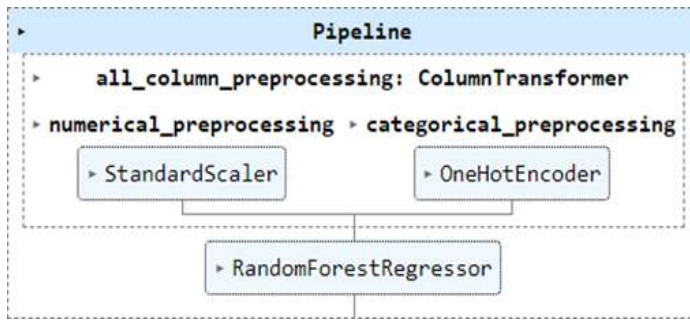 Pipeline
all_column_preprocessing: ColumnTransformer
numerical_preprocessing categorical_preprocessing
StandardScaler OneHotEncoder
RandomForestRegressor